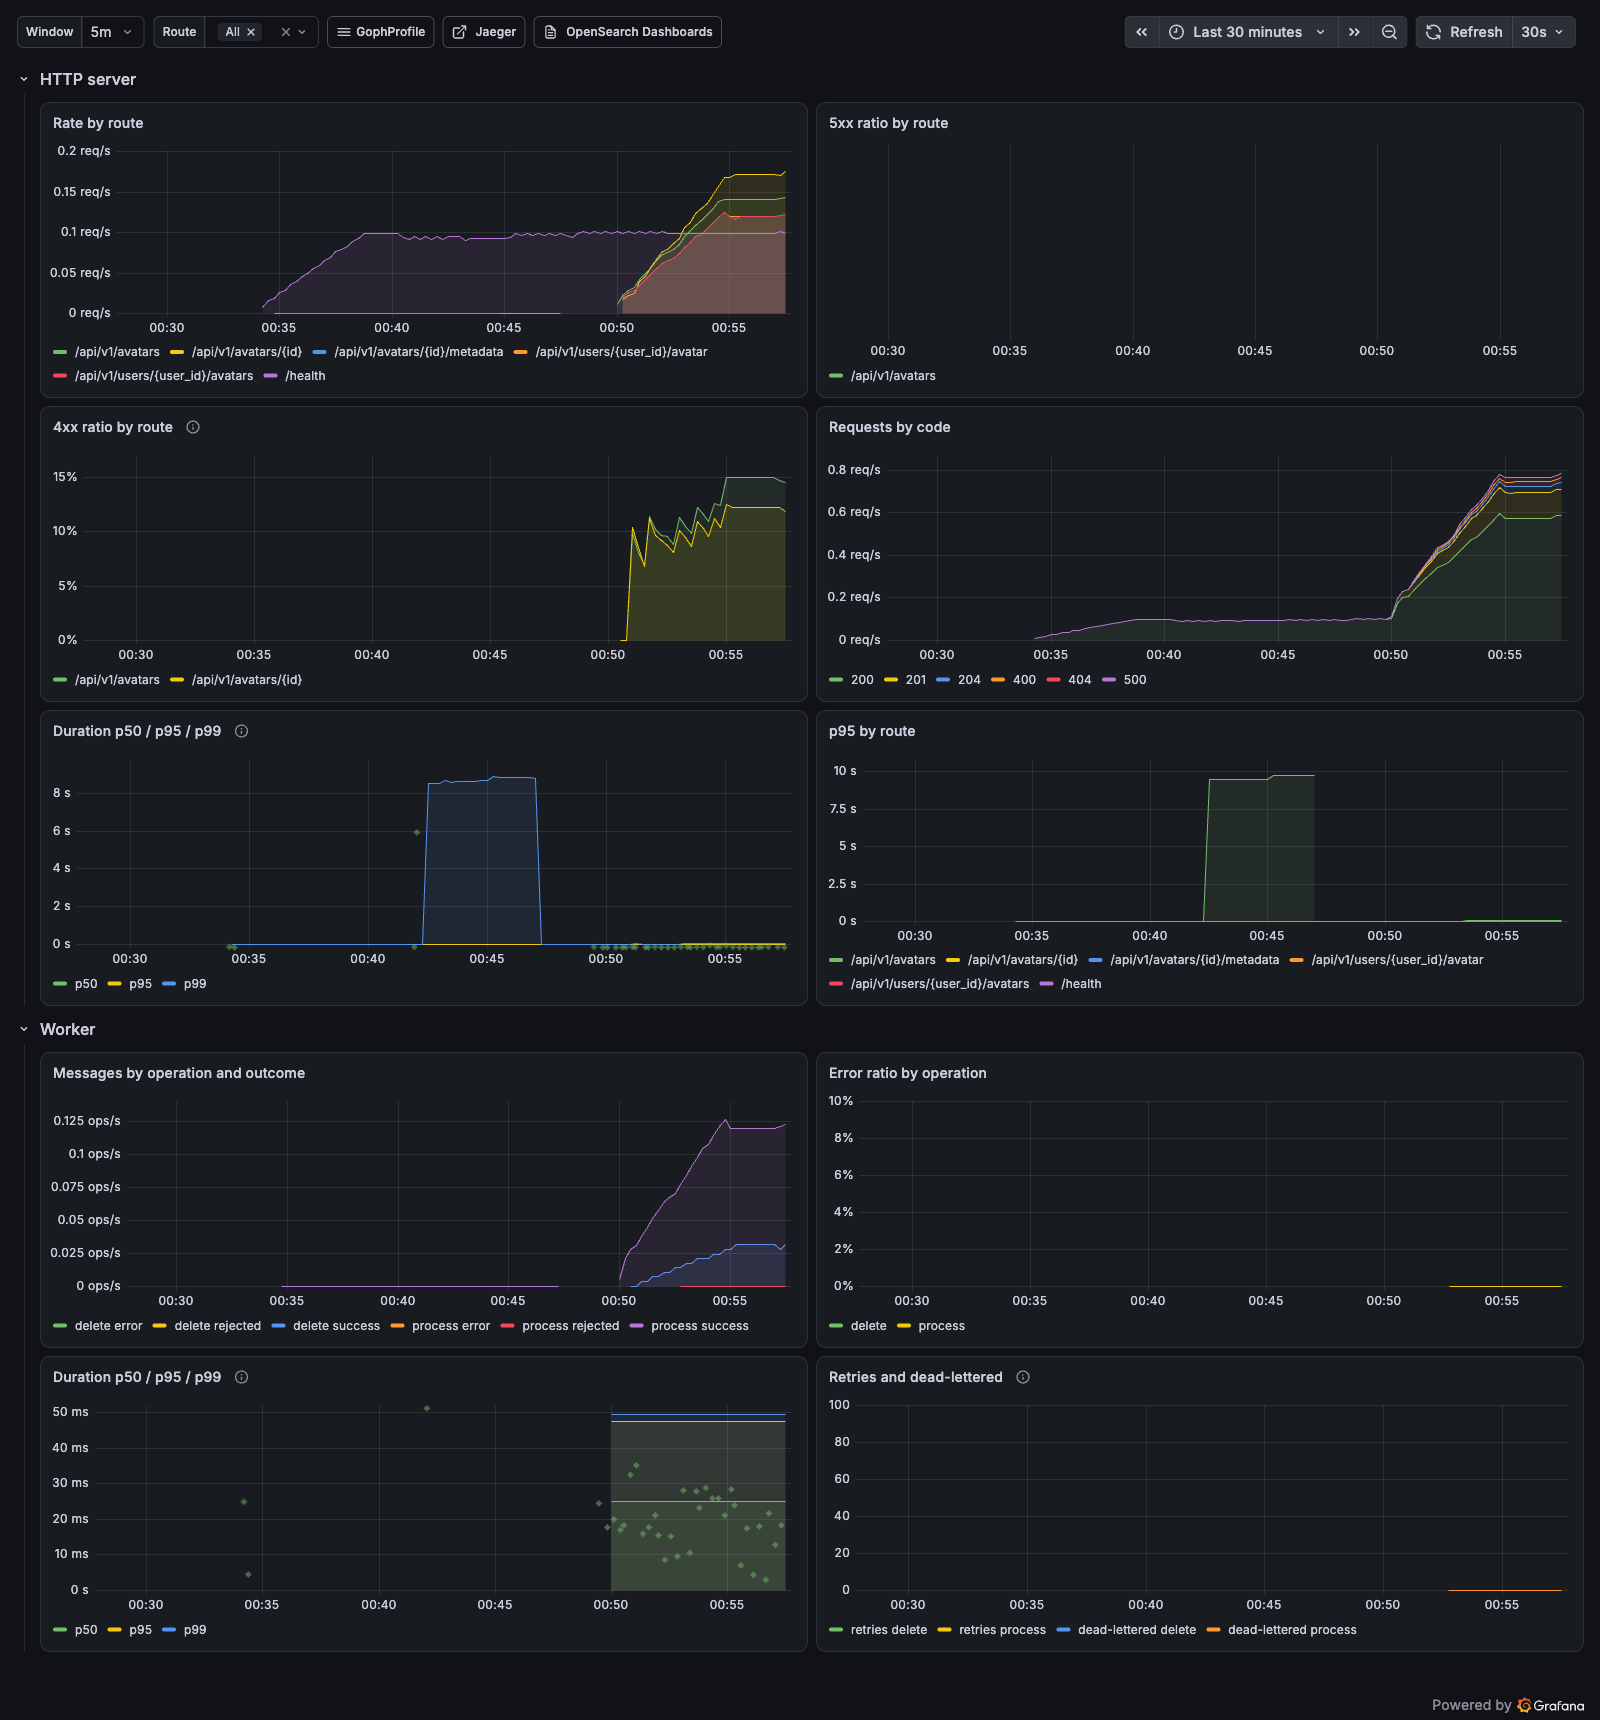 Window 5m Route All GophProfile Jaeger OpenSearch Dashboards Last 30 minutes Refresh 30s
HTTP server
Rate by route
0.2 req/s
0.15 req/s
0.1 req/s
0.05 req/s
0 req/s
00:30 00:35 00:40 00:45 00:50 00:55
/api/v1/avatars /api/v1/avatars/{id} /api/v1/avatars/{id}/metadata /api/v1/users/{user_id}/avatar
/api/v1/users/{user_id}/avatars /health
5xx ratio by route
00:30 00:35 00:40 00:45 00:50 00:55
/api/v1/avatars
4xx ratio by route
15%
10%
5%
0%
00:30 00:35 00:40 00:45 00:50 00:55
/api/v1/avatars /api/v1/avatars/{id}
Requests by code
0.8 req/s
0.6 req/s
0.4 req/s
0.2 req/s
0 req/s
00:30 00:35 00:40 00:45 00:50 00:55
200 201 204 400 404 500
Duration p50 / p95 / p99
8 s
6 s
4 s
2 s
0 s
00:30 00:35 00:40 00:45 00:50 00:55
p50 p95 p99
p95 by route
10 s
7.5 s
5 s
2.5 s
0 s
00:30 00:35 00:40 00:45 00:50 00:55
/api/v1/avatars /api/v1/avatars/{id} /api/v1/avatars/{id}/metadata /api/v1/users/{user_id}/avatar
/api/v1/users/{user_id}/avatars /health
Worker
Messages by operation and outcome
0.125 ops/s
0.1 ops/s
0.075 ops/s
0.05 ops/s
0.025 ops/s
0 ops/s
00:30 00:35 00:40 00:45 00:50 00:55
delete error delete rejected delete success process error process rejected process success
Error ratio by operation
10%
8%
6%
4%
2%
0%
00:30 00:35 00:40 00:45 00:50 00:55
delete process
Duration p50 / p95 / p99
50 ms
40 ms
30 ms
20 ms
10 ms
0 s
00:30 00:35 00:40 00:45 00:50 00:55
p50 p95 p99
Retries and dead-lettered
100
80
60
40
20
0
00:30 00:35 00:40 00:45 00:50 00:55
retries delete retries process dead-lettered delete dead-lettered process
Powered by Grafana